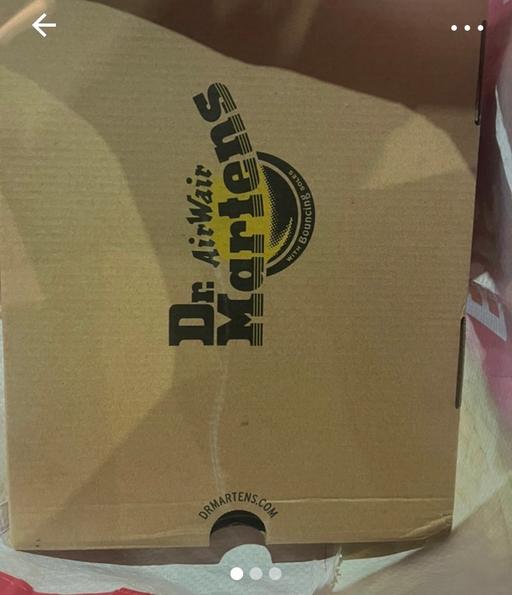 Dr. Martens
AirWair
WITH Bouncing SOLES
DRMARTENS.COM